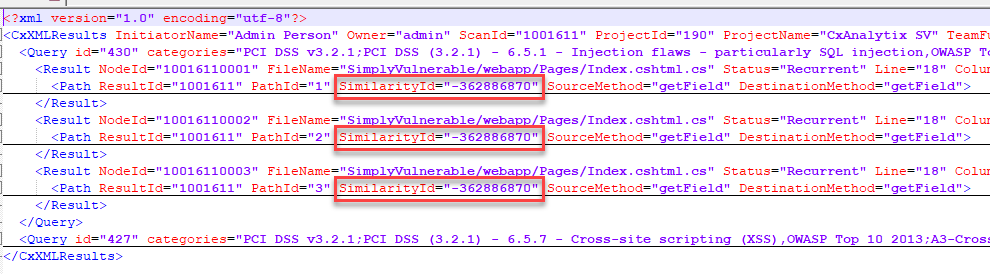 <?xml version="1.0" encoding="utf-8"?>
<CxXMLResults InitiatorName="Admin Person" Owner="admin" ScanId="1001611" ProjectId="190" ProjectName="CxAnalytix SV" TeamFu
<Query id="430" categories="PCI DSS v3.2.1;PCI DSS (3.2.1) - 6.5.1 - Injection flaws - particularly SQL injection,OWASP To
<Result NodeId="10016110001" FileName="SimplyVulnerable/webapp/Pages/Index.cshtml.cs" Status="Recurrent" Line="18" Colum
<Path ResultId="1001611" PathId="1" SimilarityId="-362886870" SourceMethod="getField" DestinationMethod="getField">
</Result>
<Result NodeId="10016110002" FileName="SimplyVulnerable/webapp/Pages/Index.cshtml.cs" Status="Recurrent" Line="18" Colum
<Path ResultId="1001611" PathId="2" SimilarityId="-362886870" SourceMethod="getField" DestinationMethod="getField">
</Result>
<Result NodeId="10016110003" FileName="SimplyVulnerable/webapp/Pages/Index.cshtml.cs" Status="Recurrent" Line="18" Colum
<Path ResultId="1001611" PathId="3" SimilarityId="-362886870" SourceMethod="getField" DestinationMethod="getField">
</Result>
</Query>
<Query id="427" categories="PCI DSS v3.2.1;PCI DSS (3.2.1) - 6.5.7 - Cross-site scripting (XSS),OWASP Top 10 2013;A3-Cross
</CxXMLResults>